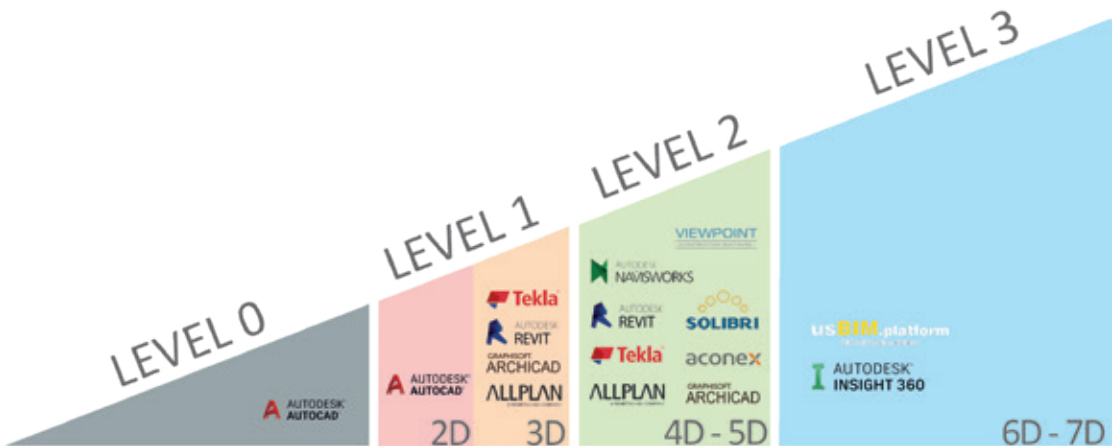 LEVEL 0
AUTODESK
AUTOCAD
LEVEL 1
AUTODESK®
AUTOCAD®
2D
Tekla
AUTODESK
REVIT
GRAPHISOFT
ARCHICAD
ALLPLAN
3D
LEVEL 2
VIEWPOINT
AUTODESK
NAVISWORKS
AUTODESK
REVIT
SOLIBRI
Tekla
aconex
ALLPLAN
GRAPHISOFT
ARCHICAD
4D - 5D
LEVEL 3
usBIM.platform
AUTODESK®
INSIGHT 360
6D - 7D